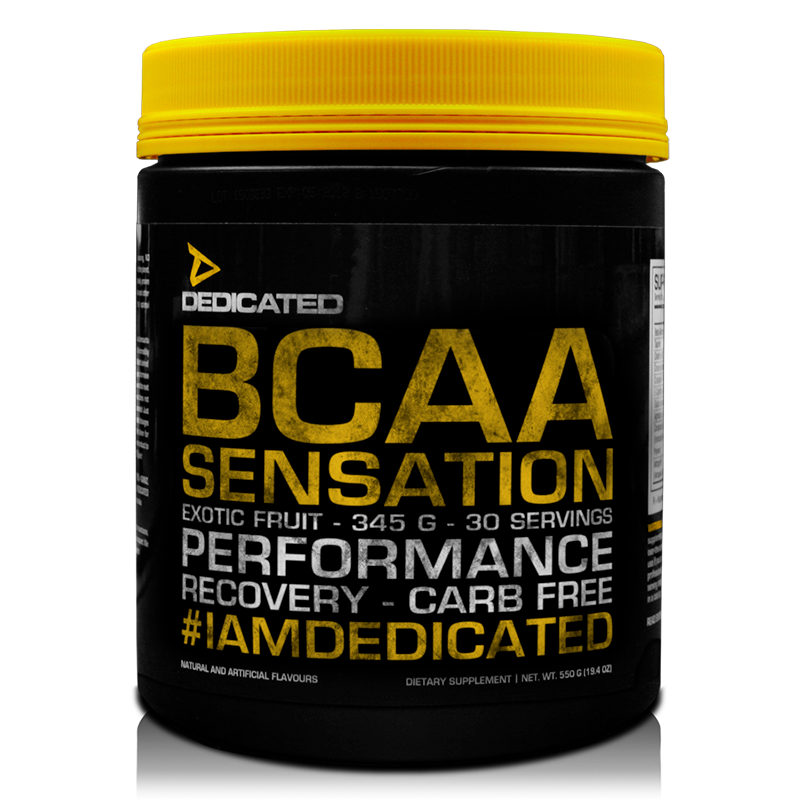 DEDICATED
BCAA
SENSATION
EXOTIC FRUIT - 345 G - 30 SERVINGS
PERFORMANCE
RECOVERY - CARB FREE
#IAMDEDICATED
NATURAL AND ARTIFICIAL FLAVOURS
DIETARY SUPPLEMENT | NET. WT. 550 G (19.4 OZ)